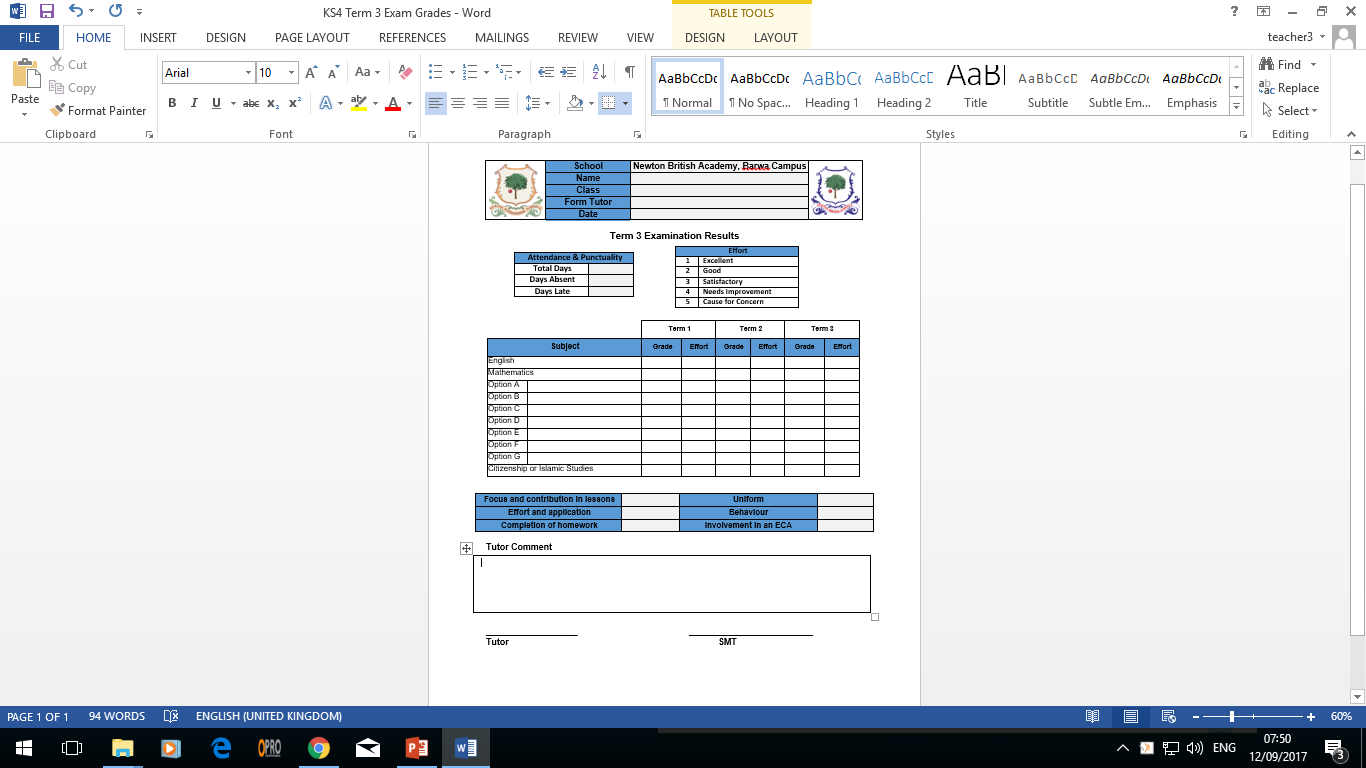 KS4 Term 3 Exam Grades - Word
TABLE TOOLS
FILE HOME INSERT DESIGN PAGE LAYOUT REFERENCES MAILINGS REVIEW VIEW DESIGN LAYOUT teacher3
Paste
Cut
Copy
Format Painter
Arial 10
AaBbCcDc ¶ Normal
AaBbCcDc ¶ No Spac...
AaBbCc Heading 1
AaBbCcD Heading 2
AaBl Title
AaBbCcD Subtitle
AaBbCcDc Subtle Em...
AaBbCcDc Emphasis
Find
Replace
Select
Clipboard Font Paragraph Styles Editing
School Newton British Academy, Barwa Campus
Name
Class
Form Tutor
Date
Term 3 Examination Results
Attendance & Punctuality
Total Days
Days Absent
Days Late
Effort
1 Excellent
2 Good
3 Satisfactory
4 Needs Improvement
5 Cause for Concern
Term 1 Term 2 Term 3
Subject Grade Effort Grade Effort Grade Effort
English
Mathematics
Option A
Option B
Option C
Option D
Option E
Option F
Option G
Citizenship or Islamic Studies
Focus and contribution in lessons Uniform
Effort and application Behaviour
Completion of homework Involvement in an ECA
Tutor Comment
Tutor SMT
PAGE 1 OF 1 94 WORDS ENGLISH (UNITED KINGDOM) 60%
OPRO
ENG
07:50
12/09/2017
3